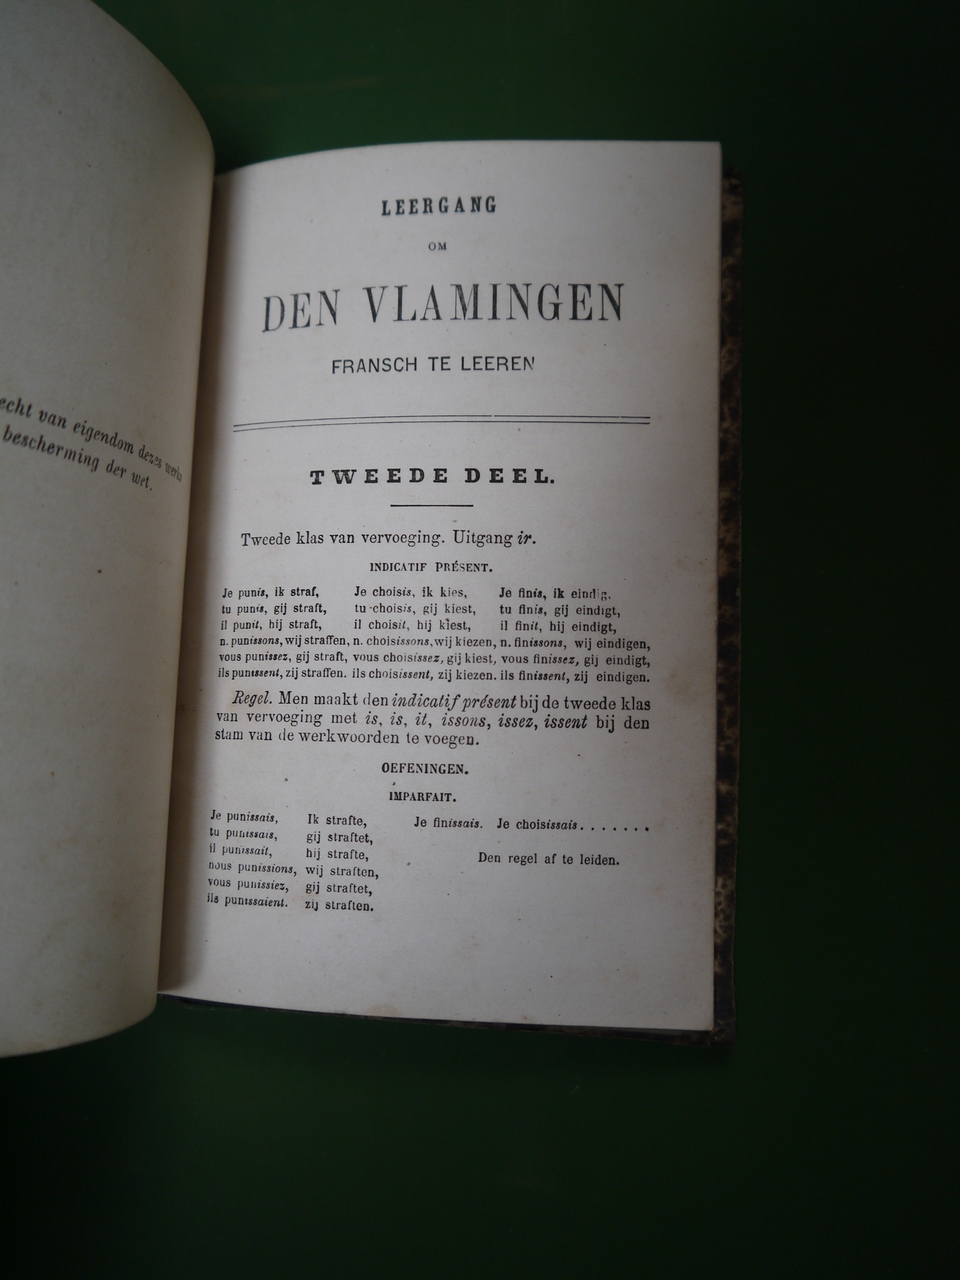 echt van eigendom dezes werks
bescherming der wet.
LEERGANG
OM
DEN VLAMINGEN
FRANSCH TE LEEREN
TWEEDE DEEL.
Tweede klas van vervoeging. Uitgang ir.
INDICATIF PRÉSENT.
Je punis, ik straf, Je choisis, ik kies, Je finis, ik eindig,
tu punis, gij straft, tu choisis, gij kiest, tu finis, gij eindigt,
il punit, hij straft, il choisit, hij kiest, il finit, hij eindigt,
n. punissons, wij straffen, n. choisissons, wij kiezen, n. finissons, wij eindigen,
vous punissez, gij straft, vous choisissez, gij kiest, vous finissez, gij eindigt,
ils punissent, zij straffen. ils choisissent, zij kiezen. ils finissent, zij eindigen.
Regel. Men maakt den indicatif présent bij de tweede klas
van vervoeging met is, is, it, issons, issez, issent bij den
stam van de werkwoorden te voegen.
OEFENINGEN.
IMPARFAIT.
Je punissais, Ik strafte, Je finissais. Je choisissais.......
tu punissais, gij straftet,
il punissait, hij strafte, Den regel af te leiden.
nous punissions, wij straften,
vous punissiez, gij straftet,
ils punissaient. zij straften.